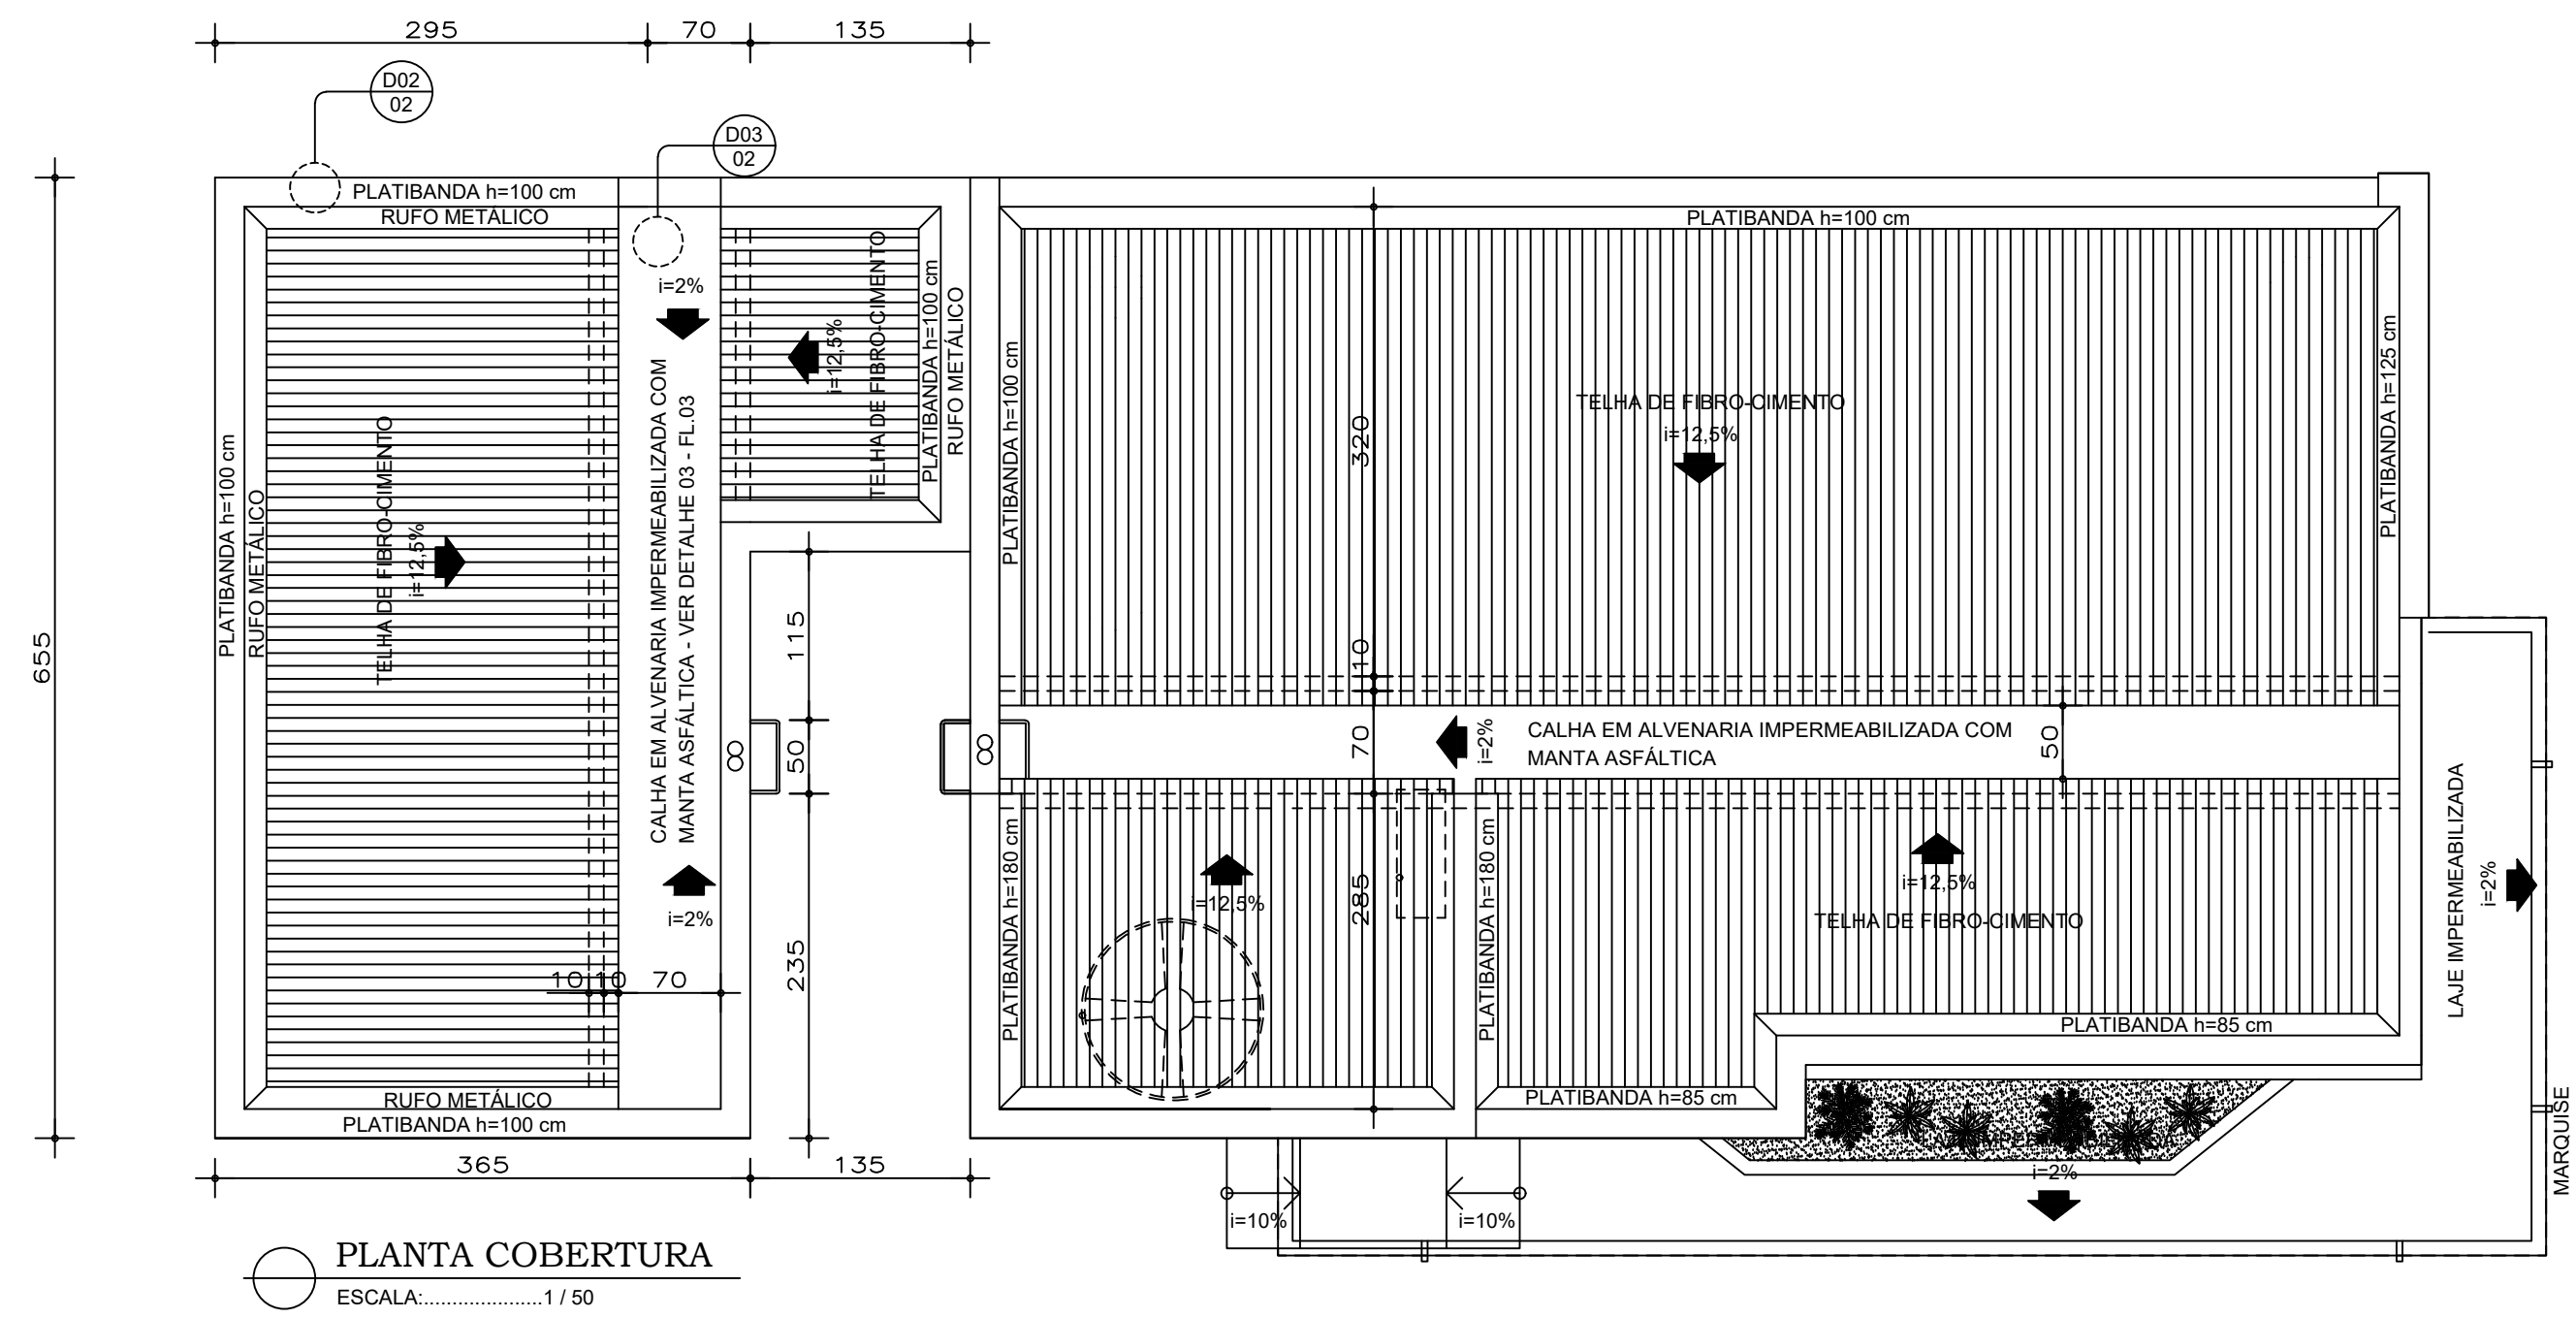 295 70 135
D02
02
D03
02
PLATIBANDA h=100 cm
RUFO METÁLICO
PLATIBANDA h=100 cm
i=2%
i=12,5%
TELHA DE FIBRO-CIMENTO
PLATIBANDA h=100 cm
RUFO METÁLICO
PLATIBANDA h=100 cm
320
TELHA DE FIBRO-CIMENTO
i=12,5%
PLATIBANDA h=125 cm
655
PLATIBANDA h=100 cm
RUFO METÁLICO
TELHA DE FIBRO-CIMENTO
i=12,5%
CALHA EM ALVENARIA IMPERMEABILIZADA COM
MANTA ASFÁLTICA - VER DETALHE 03 - FL.03
115
10
8
50
8
70
i=2%
CALHA EM ALVENARIA IMPERMEABILIZADA COM
MANTA ASFÁLTICA
50
i=2%
10 10 70
235
PLATIBANDA h=180 cm
i=12,5%
285
PLATIBANDA h=180 cm
i=12,5%
TELHA DE FIBRO-CIMENTO
LAJE IMPERMEABILIZADA
i=2%
PLATIBANDA h=85 cm
RUFO METÁLICO
PLATIBANDA h=100 cm
PLATIBANDA h=85 cm
MARQUISE
365 135
i=2%
i=10%
i=10%
PLANTA COBERTURA
ESCALA:.....................1 / 50